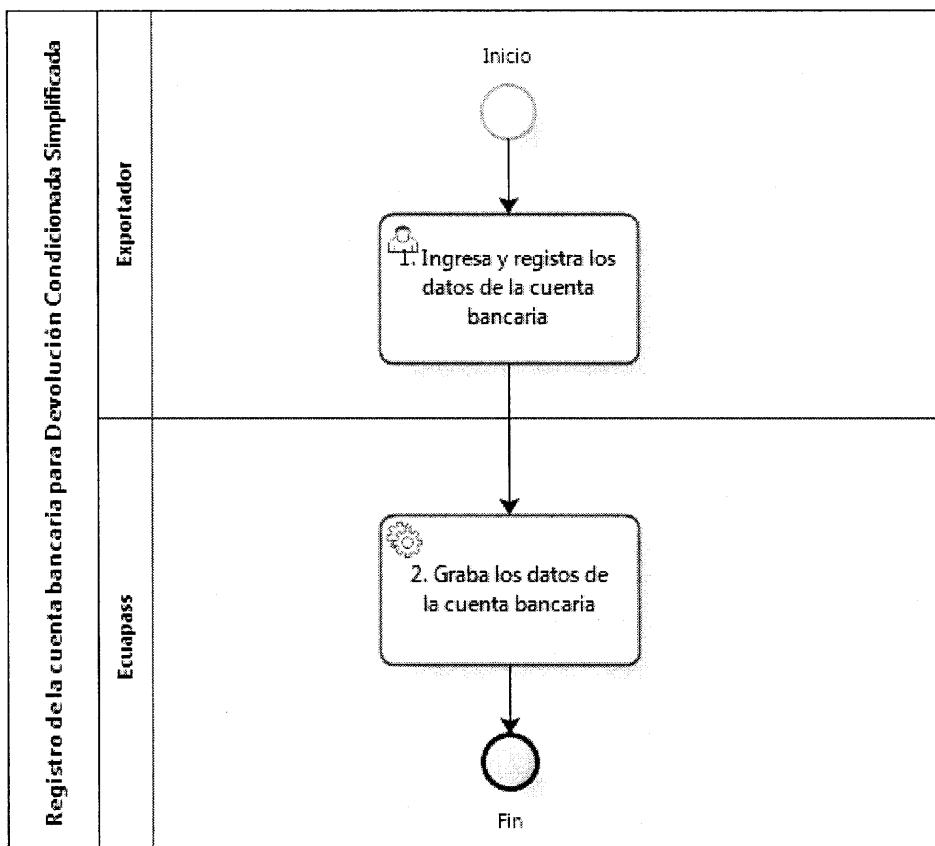 Registro de la cuenta bancaria para Devolución Condicionada Simplificada
Exportador
Inicio
1. Ingresa y registra los
datos de la cuenta
bancaria
Ecuapass
2. Graba los datos de
la cuenta bancaria
Fin